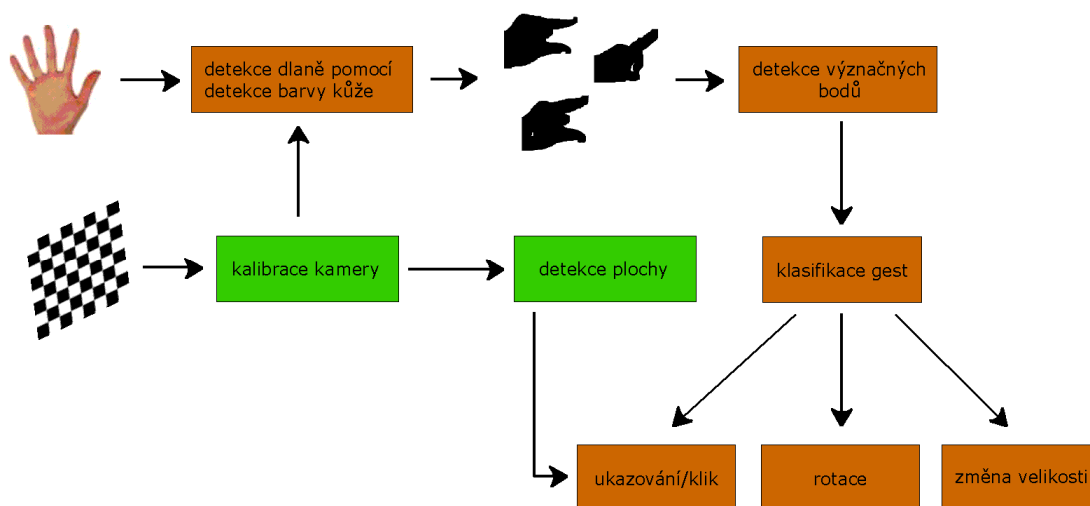 detekce dlaně pomocí
detekce barvy kůže
detekce význačných
bodů
kalibrace kamery
detekce plochy
klasifikace gest
ukazování/klik
rotace
změna velikosti